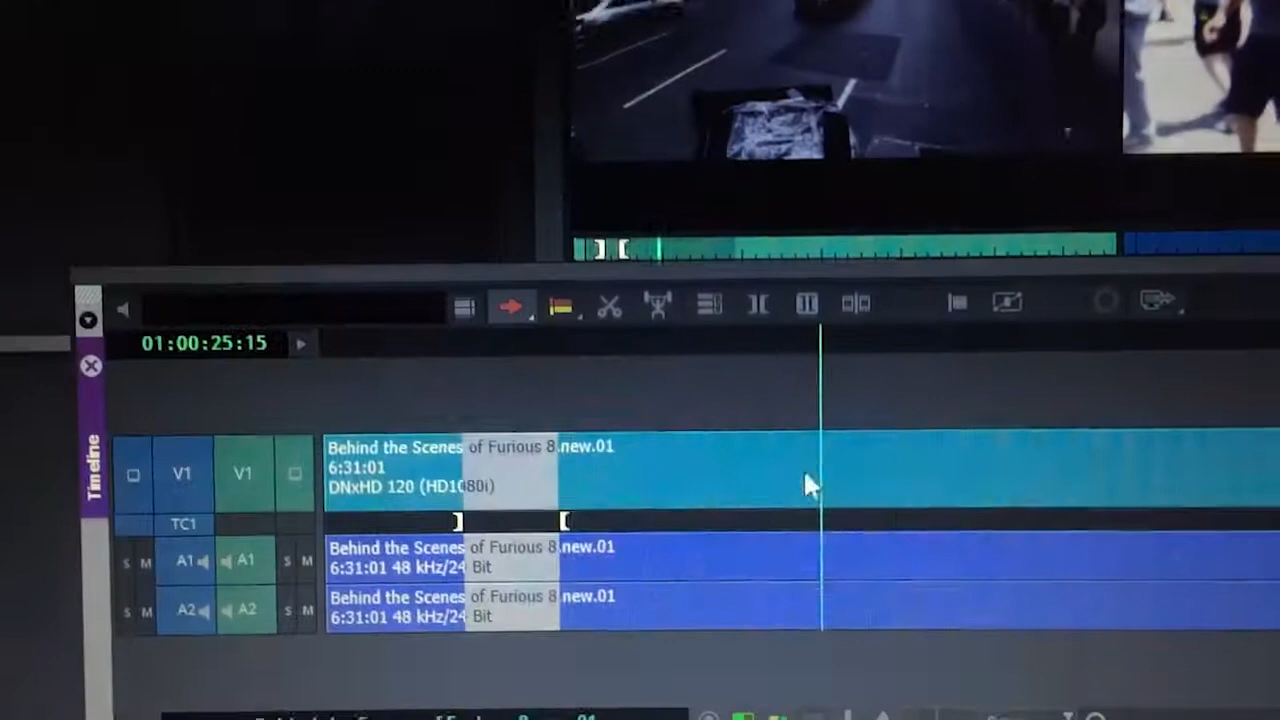 01:00:25:15
Timeline
Behind the Scenes of Furious 8.new.01
6:31:01
DNxHD 120 (HD1080i)
V1 V1
TC1
Behind the Scenes of Furious 8.new.01
S M A1 A1 S M
6:31:01 48 kHz/24 Bit
Behind the Scenes of Furious 8.new.01
S M A2 A2 S M
6:31:01 48 kHz/24 Bit